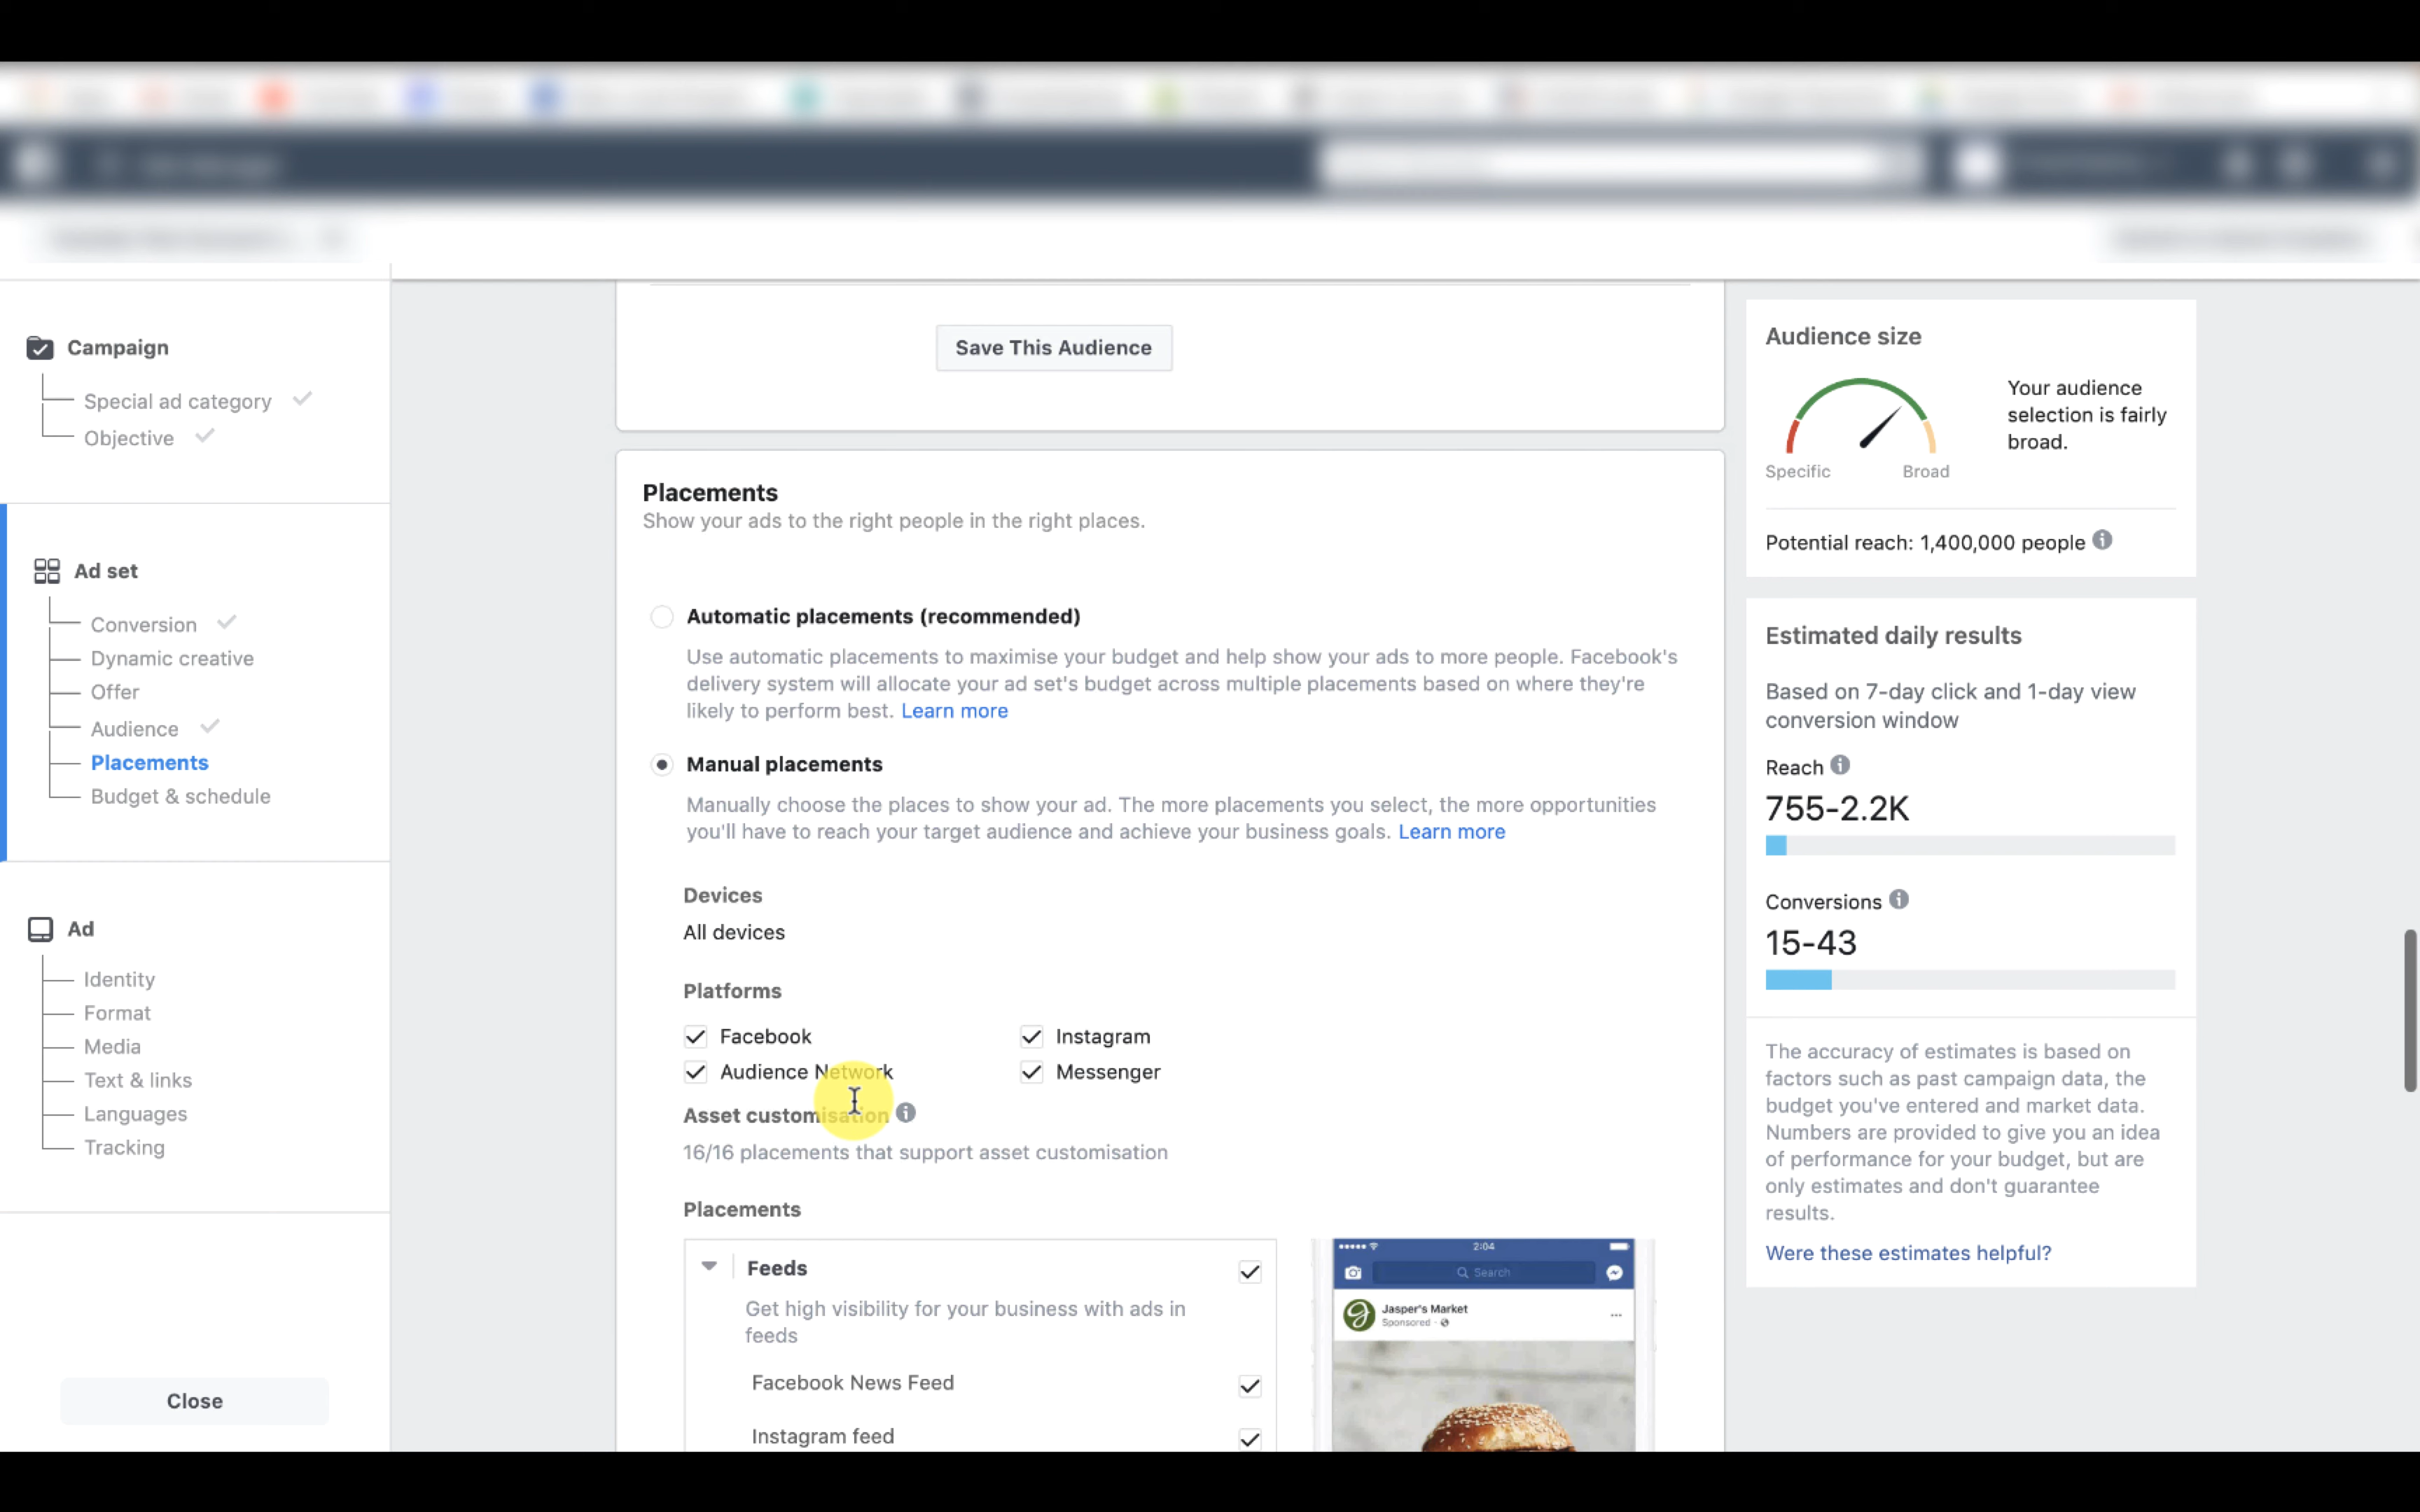 Campaign
Special ad category
Objective
Ad set
Conversion
Dynamic creative
Offer
Audience
Placements
Budget & schedule
Ad
Identity
Format
Media
Text & links
Languages
Tracking
Close
Save This Audience
Placements
Show your ads to the right people in the right places.
Automatic placements (recommended)
Use automatic placements to maximise your budget and help show your ads to more people. Facebook's
delivery system will allocate your ad set's budget across multiple placements based on where they're
likely to perform best. Learn more
Manual placements
Manually choose the places to show your ad. The more placements you select, the more opportunities
you'll have to reach your target audience and achieve your business goals. Learn more
Devices
All devices
Platforms
Facebook
Instagram
Audience Network
Messenger
Asset customisation
16/16 placements that support asset customisation
Placements
Feeds
Get high visibility for your business with ads in
feeds
Facebook News Feed
Instagram feed
2:04
Search
Jasper's Market
Sponsored
Audience size
Your audience
selection is fairly
broad.
Specific
Broad
Potential reach: 1,400,000 people
Estimated daily results
Based on 7-day click and 1-day view
conversion window
Reach
755-2.2K
Conversions
15-43
The accuracy of estimates is based on
factors such as past campaign data, the
budget you've entered and market data.
Numbers are provided to give you an idea
of performance for your budget, but are
only estimates and don't guarantee
results.
Were these estimates helpful?